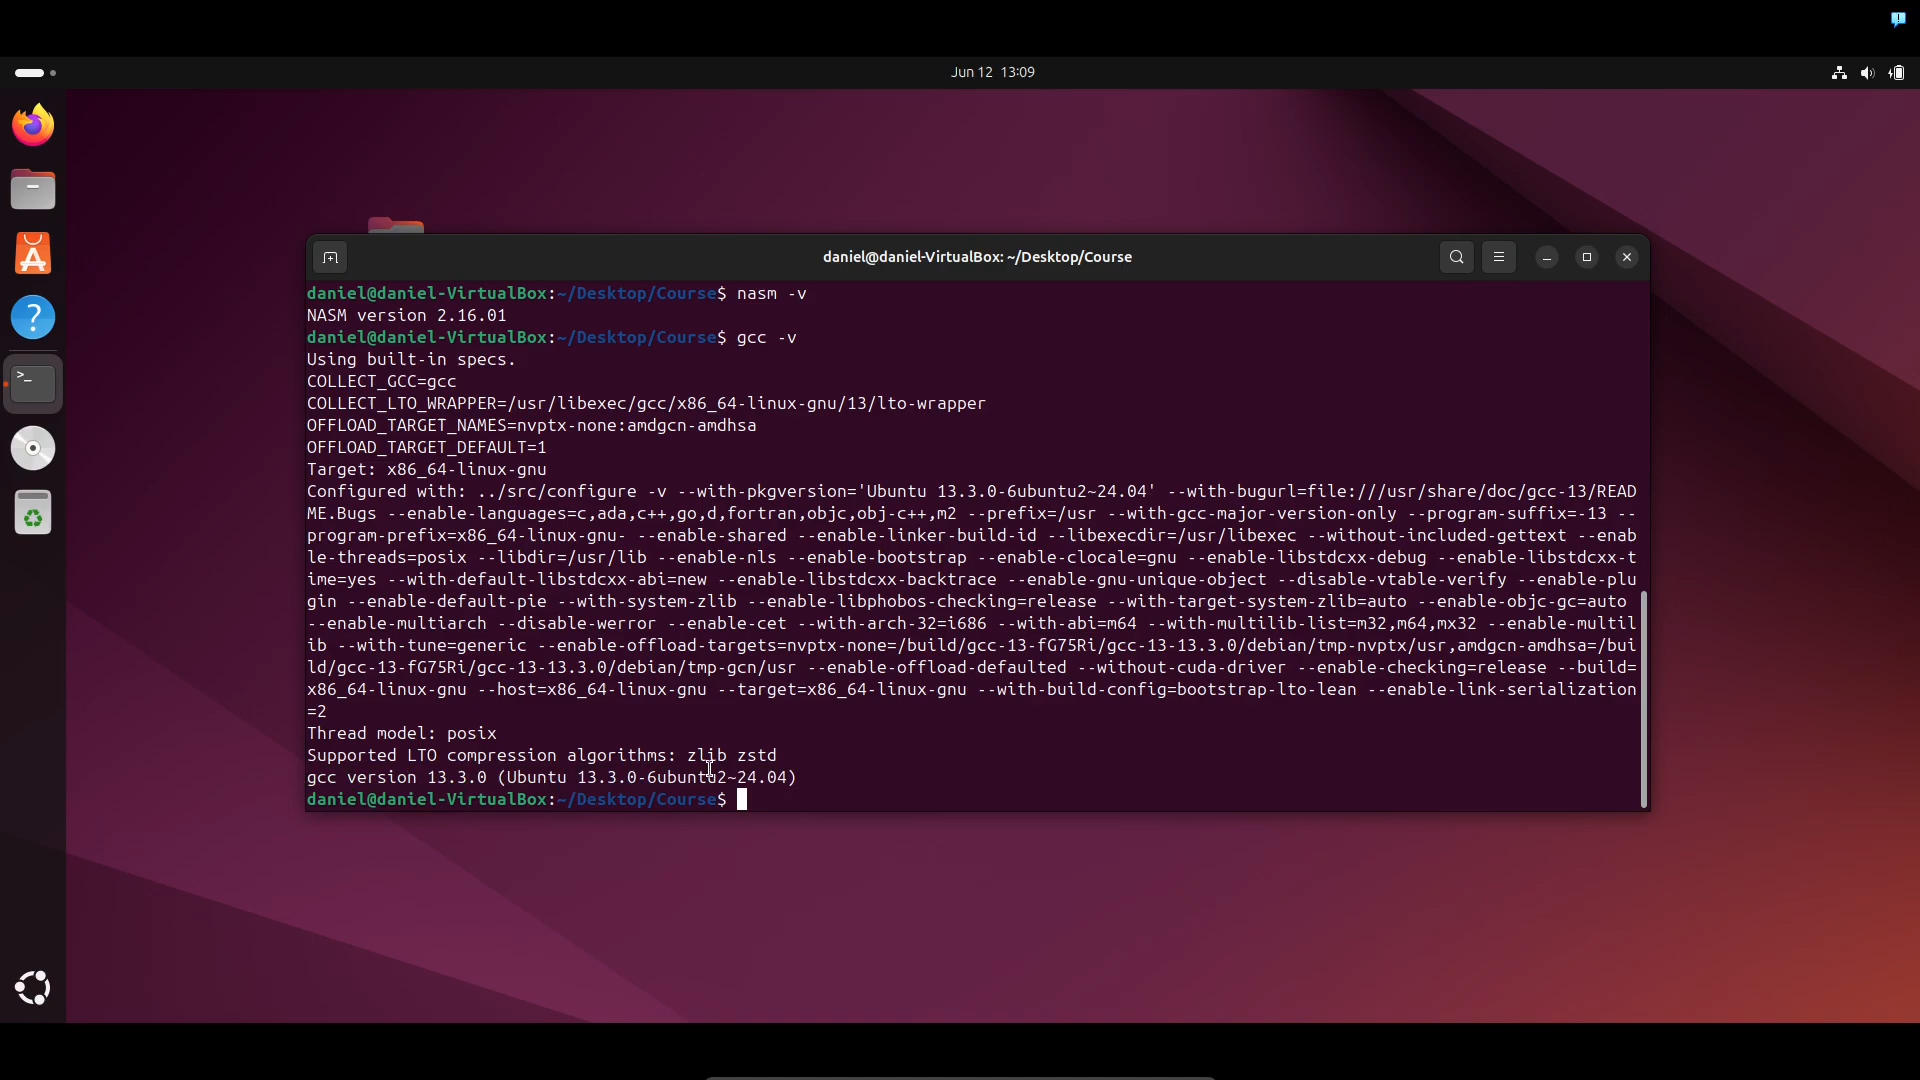 Jun 12 13:09
daniel@daniel-VirtualBox: ~/Desktop/Course
daniel@daniel-VirtualBox:~/Desktop/Course$ nasm -v
NASM version 2.16.01
daniel@daniel-VirtualBox:~/Desktop/Course$ gcc -v
Using built-in specs.
COLLECT_GCC=gcc
COLLECT_LTO_WRAPPER=/usr/libexec/gcc/x86_64-linux-gnu/13/lto-wrapper
OFFLOAD_TARGET_NAMES=nvptx-none:amdgcn-amdhsa
OFFLOAD_TARGET_DEFAULT=1
Target: x86_64-linux-gnu
Configured with: ../src/configure -v --with-pkgversion='Ubuntu 13.3.0-6ubuntu2~24.04' --with-bugurl=file:///usr/share/doc/gcc-13/READ
ME.Bugs --enable-languages=c,ada,c++,go,d,fortran,objc,obj-c++,m2 --prefix=/usr --with-gcc-major-version-only --program-suffix=-13 --
program-prefix=x86_64-linux-gnu- --enable-shared --enable-linker-build-id --libexecdir=/usr/libexec --without-included-gettext --enab
le-threads=posix --libdir=/usr/lib --enable-nls --enable-bootstrap --enable-clocale=gnu --enable-libstdcxx-debug --enable-libstdcxx-t
ime=yes --with-default-libstdcxx-abi=new --enable-libstdcxx-backtrace --enable-gnu-unique-object --disable-vtable-verify --enable-plu
gin --enable-default-pie --with-system-zlib --enable-libphobos-checking=release --with-target-system-zlib=auto --enable-objc-gc=auto
--enable-multiarch --disable-werror --enable-cet --with-arch-32=i686 --with-abi=m64 --with-multilib-list=m32,m64,mx32 --enable-multil
ib --with-tune=generic --enable-offload-targets=nvptx-none=/build/gcc-13-fG75Ri/gcc-13-13.3.0/debian/tmp-nvptx/usr,amdgcn-amdhsa=/bui
ld/gcc-13-fG75Ri/gcc-13-13.3.0/debian/tmp-gcn/usr --enable-offload-defaulted --without-cuda-driver --enable-checking=release --build=
x86_64-linux-gnu --host=x86_64-linux-gnu --target=x86_64-linux-gnu --with-build-config=bootstrap-lto-lean --enable-link-serialization
=2
Thread model: posix
Supported LTO compression algorithms: zlib zstd
gcc version 13.3.0 (Ubuntu 13.3.0-6ubuntu2~24.04)
daniel@daniel-VirtualBox:~/Desktop/Course$